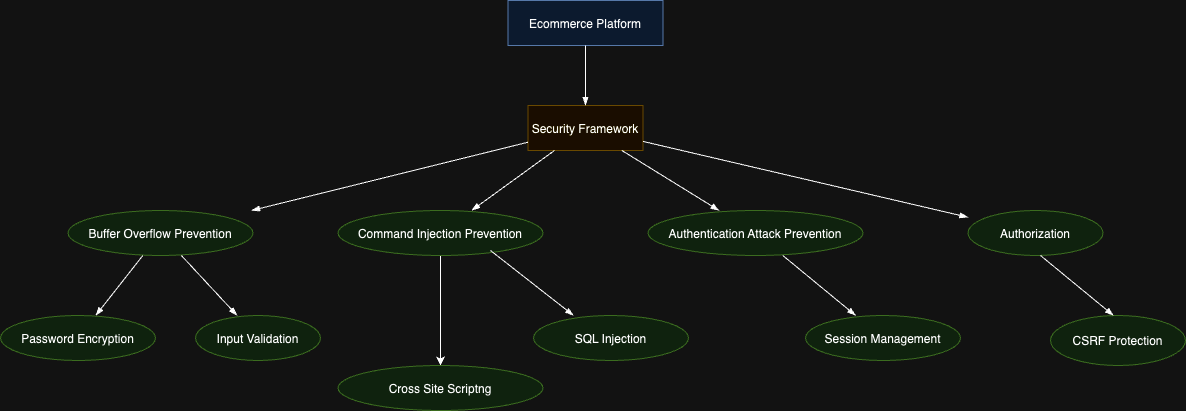 Ecommerce Platform
Security Framework
Buffer Overflow Prevention
Command Injection Prevention
Authentication Attack Prevention
Authorization
Password Encryption
Input Validation
SQL Injection
Session Management
CSRF Protection
Cross Site Scriptng